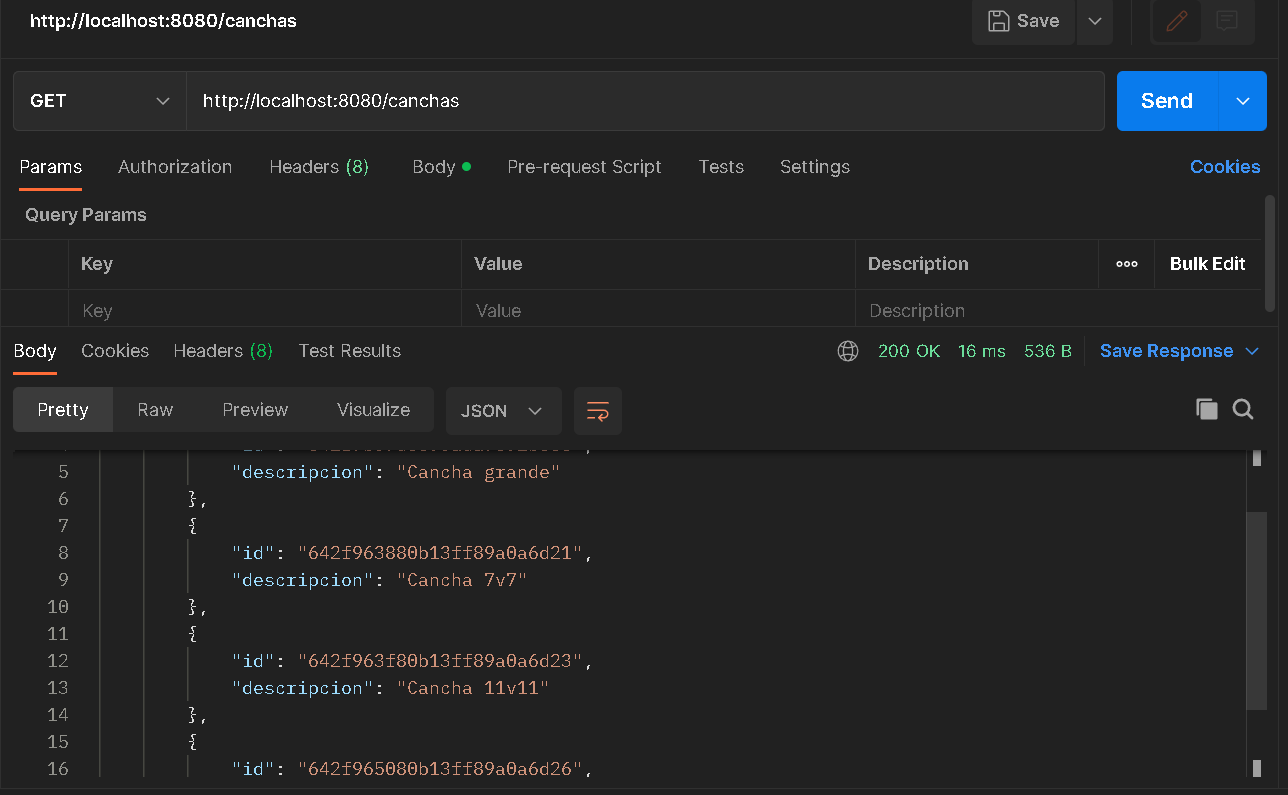 http://localhost:8080/canchas
Save
GET http://localhost:8080/canchas Send
Params Authorization Headers (8) Body Pre-request Script Tests Settings Cookies
Query Params
Key Value Description ooo Bulk Edit
Key Value Description
Body Cookies Headers (8) Test Results 200 OK 16 ms 536 B Save Response
Pretty Raw Preview Visualize JSON
5 "descripcion": "Cancha grande"
6 },
7 {
8 "id": "642f963880b13ff89a0a6d21",
9 "descripcion": "Cancha 7v7"
10 },
11 {
12 "id": "642f963f80b13ff89a0a6d23",
13 "descripcion": "Cancha 11v11"
14 },
15 {
16 "id": "642f965080b13ff89a0a6d26",